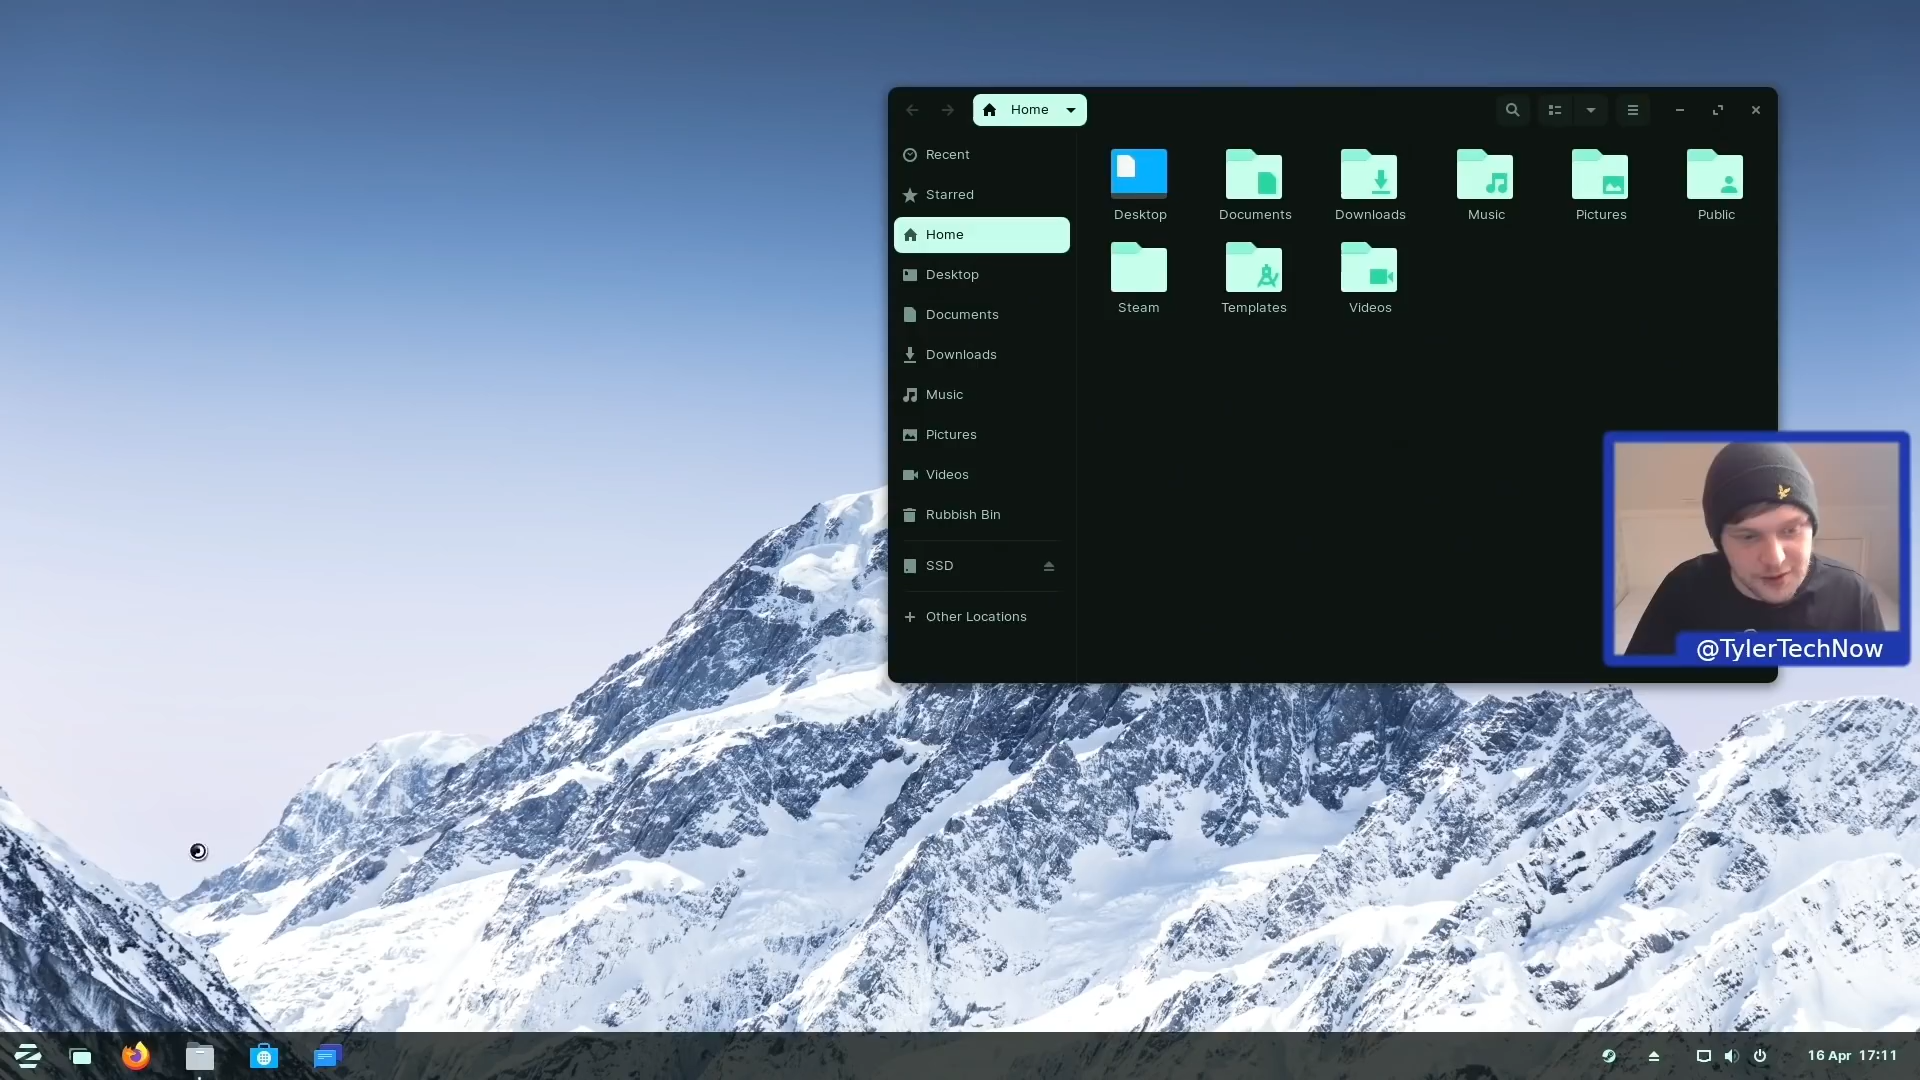 Home
Recent
Starred
Home
Desktop
Documents
Downloads
Music
Pictures
Videos
Rubbish Bin
SSD
Other Locations
Desktop
Documents
Downloads
Music
Pictures
Public
Steam
Templates
Videos
@TylerTechNow
16 Apr 17:11